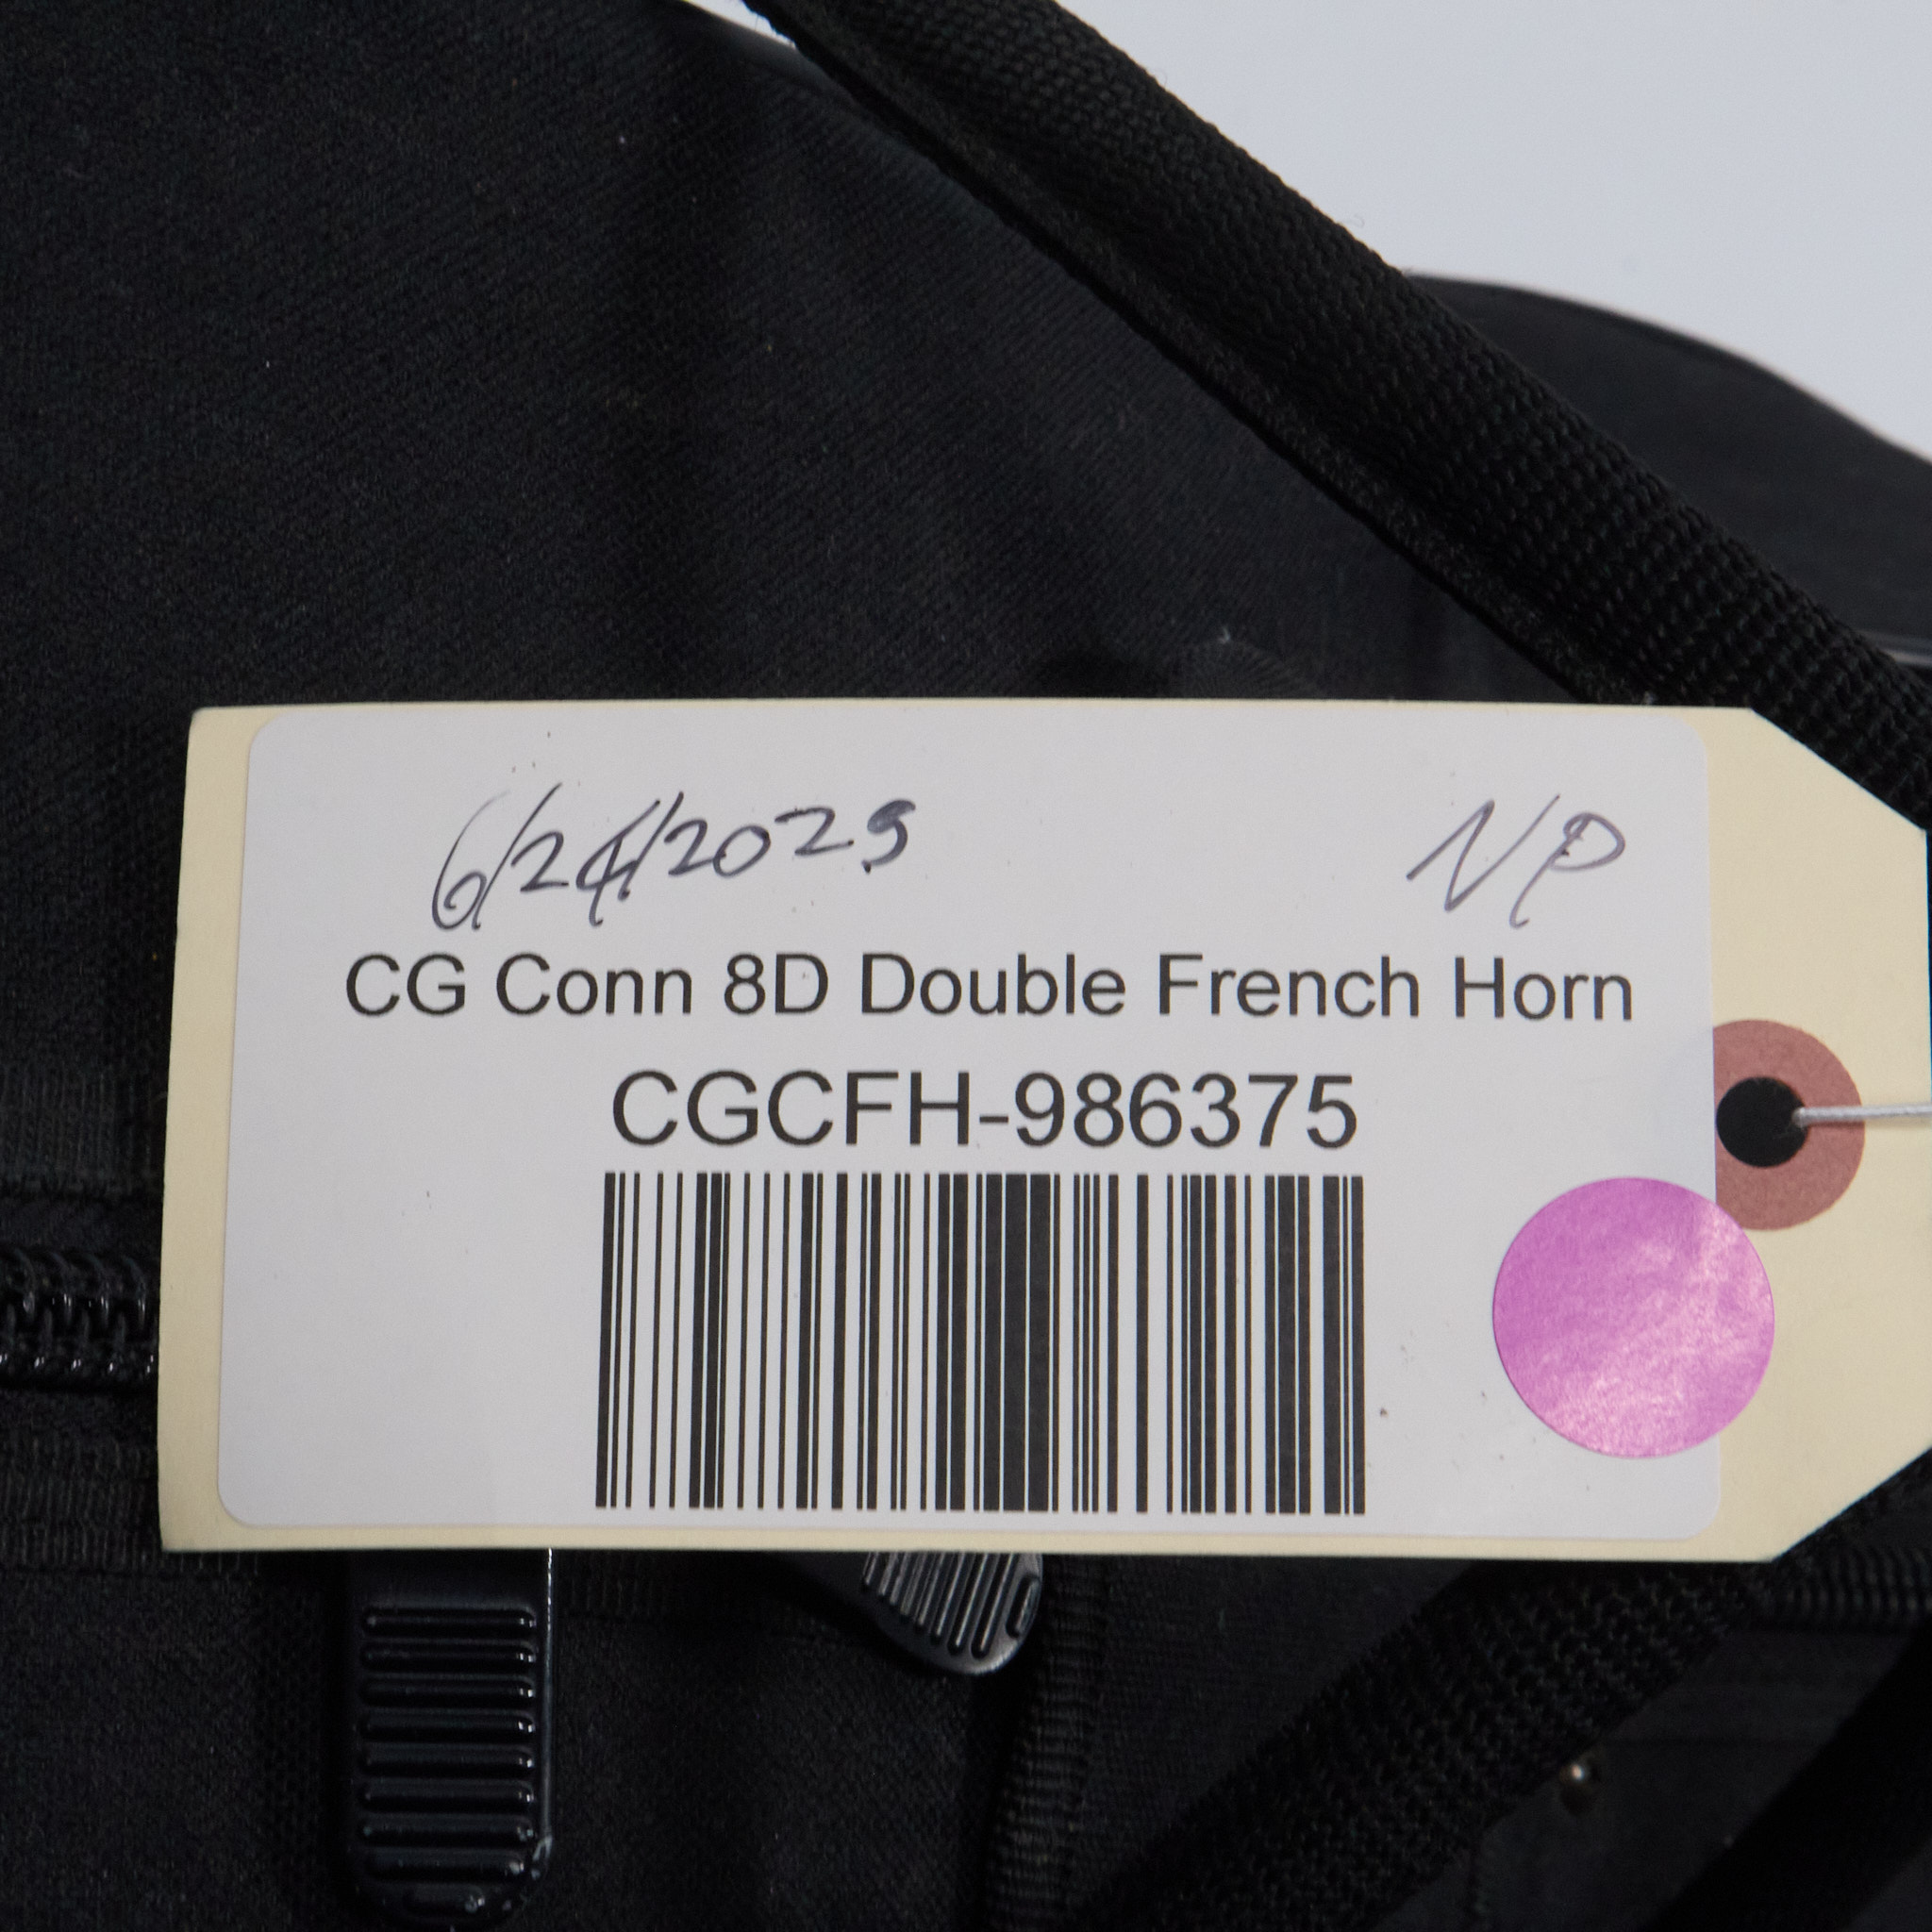 6/24/2025 NP
CG Conn 8D Double French Horn
CGCFH-986375